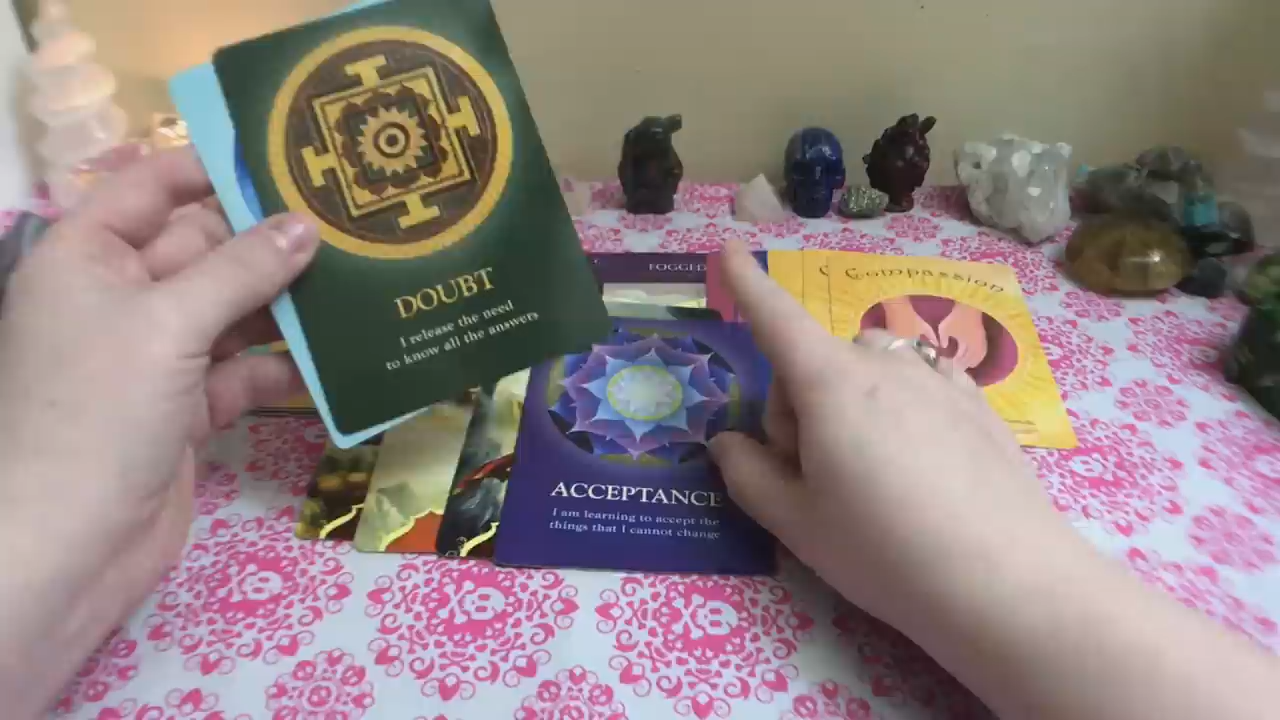 DOUBT
I release the need
to know all the answers
FOGGED
Compassion
ACCEPTANCE
I am learning to accept the
things that I cannot change